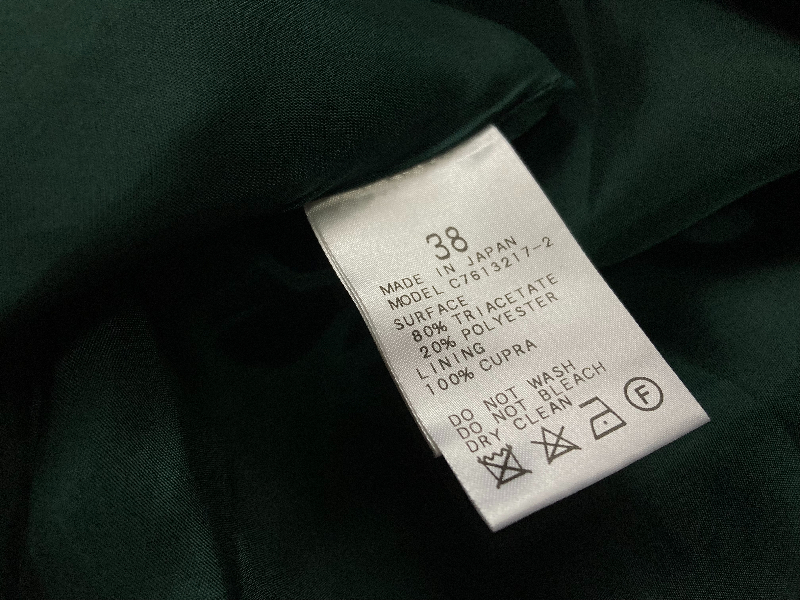 38
MADE IN JAPAN
MODEL C7613217-2
SURFACE
80% TRIACETATE
20% POLYESTER
LINING
100% CUPRA
DO NOT WASH
DO NOT BLEACH
DRY CLEAN
F